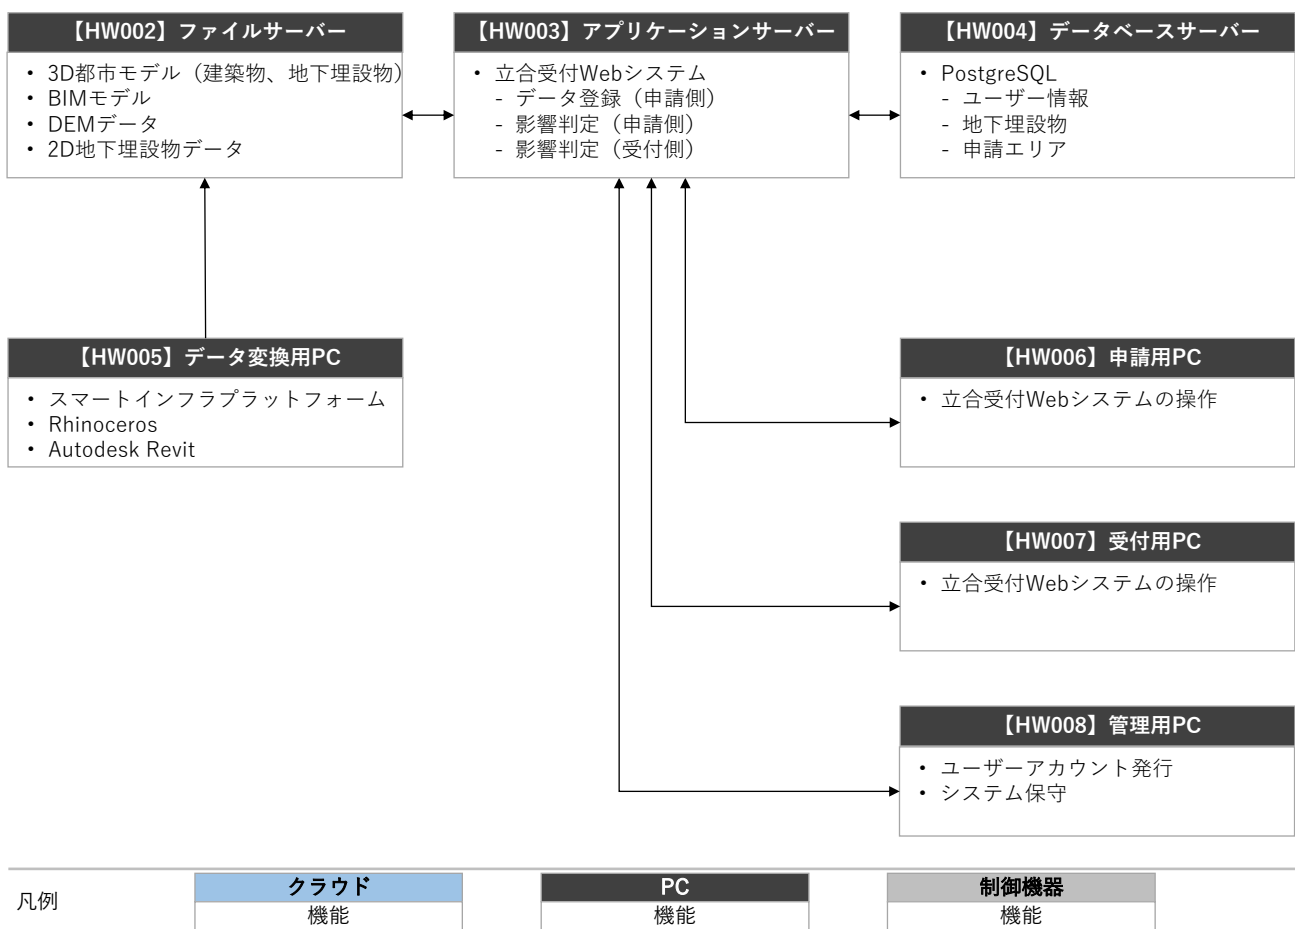 【HW002】ファイルサーバー
• 3D都市モデル（建築物、地下埋設物）
• BIMモデル
• DEMデータ
• 2D地下埋設物データ
【HW003】アプリケーションサーバー
• 立合受付Webシステム
- データ登録（申請側）
- 影響判定（申請側）
- 影響判定（受付側）
【HW004】データベースサーバー
• PostgreSQL
- ユーザー情報
- 地下埋設物
- 申請エリア
【HW005】データ変換用PC
• スマートインフラプラットフォーム
• Rhinoceros
• Autodesk Revit
【HW006】申請用PC
• 立合受付Webシステムの操作
【HW007】受付用PC
• 立合受付Webシステムの操作
【HW008】管理用PC
• ユーザーアカウント発行
• システム保守
凡例
クラウド
機能
PC
機能
制御機器
機能